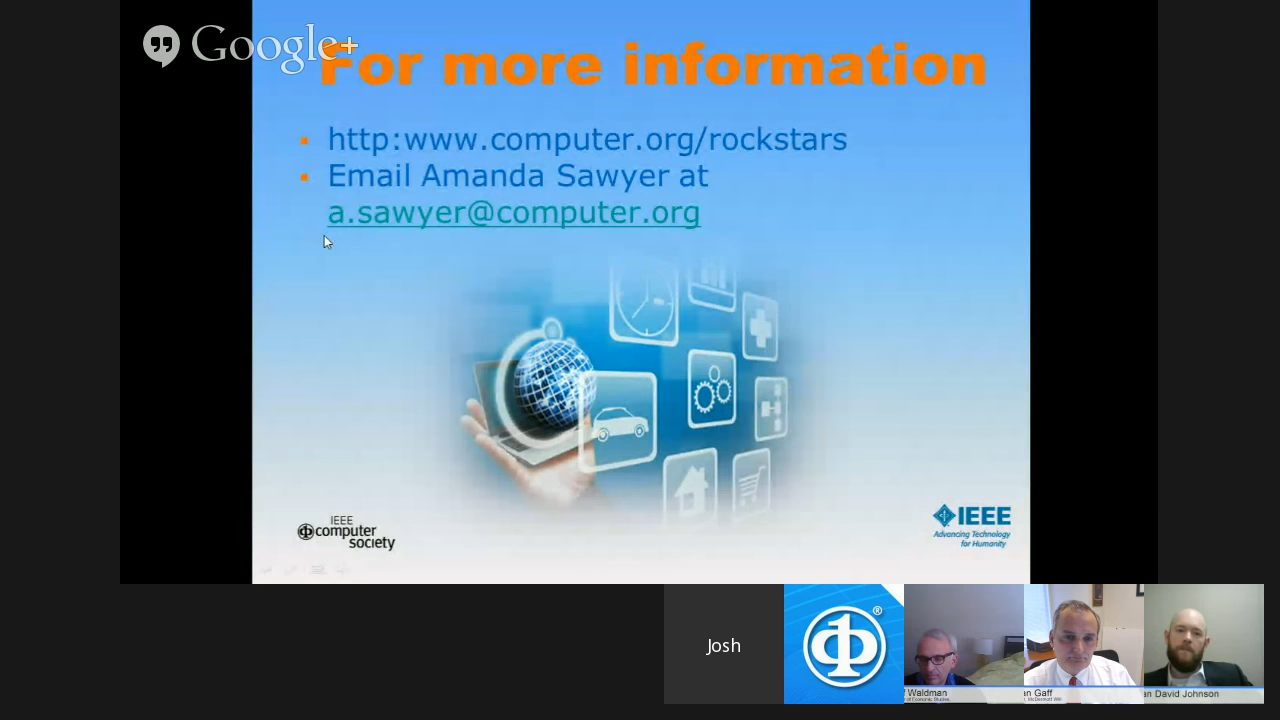 Google+
For more information
http:www.computer.org/rockstars
Email Amanda Sawyer at
a.sawyer@computer.org
IEEE
computer
society
IEEE
Advancing Technology
for Humanity
Josh
®
Waldman
an Gaff
an David Johnson